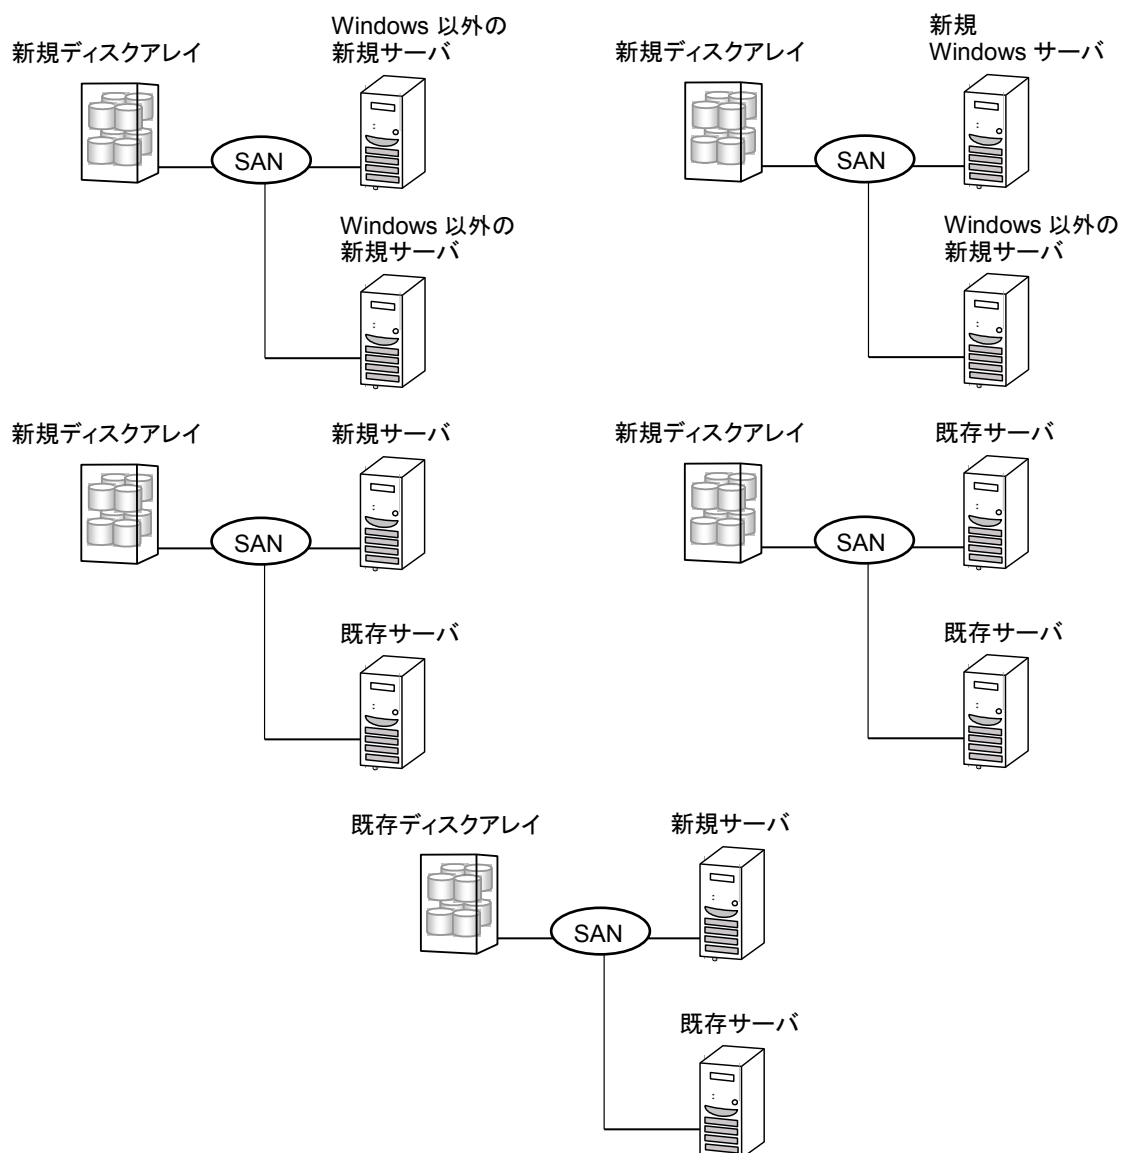 新規ディスクアレイ
Windows 以外の
新規サーバ
SAN
Windows 以外の
新規サーバ
新規ディスクアレイ
新規
Windows サーバ
SAN
Windows 以外の
新規サーバ
新規ディスクアレイ
新規サーバ
SAN
既存サーバ
新規ディスクアレイ
既存サーバ
SAN
既存サーバ
既存ディスクアレイ
新規サーバ
SAN
既存サーバ